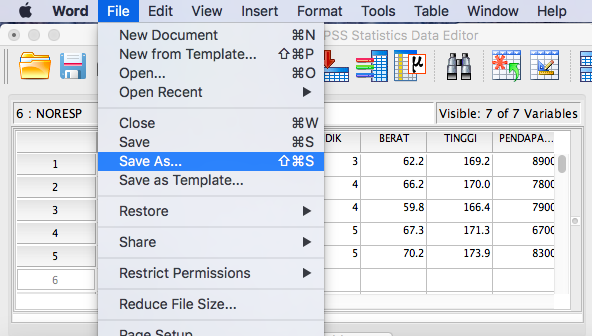 Word File Edit View Insert Format Tools Table Window Help
PSS Statistics Data Editor
New Document ⌘N
New from Template... ⇧⌘P
Open... ⌘O
Open Recent ▶
6 : NORESP
Visible: 7 of 7 Variables
Close ⌘W
Save ⌘S
Save As... ⇧⌘S
Save as Template...
Restore ▶
Share ▶
Restrict Permissions ▶
Reduce File Size...
Page Setup
DIK BERAT TINGGI PENDAPA...
1 3 62.2 169.2 8900
2 4 66.2 170.0 7800
3 4 59.8 166.4 7900
4 5 67.3 171.3 6700
5 5 70.2 173.9 8300
6